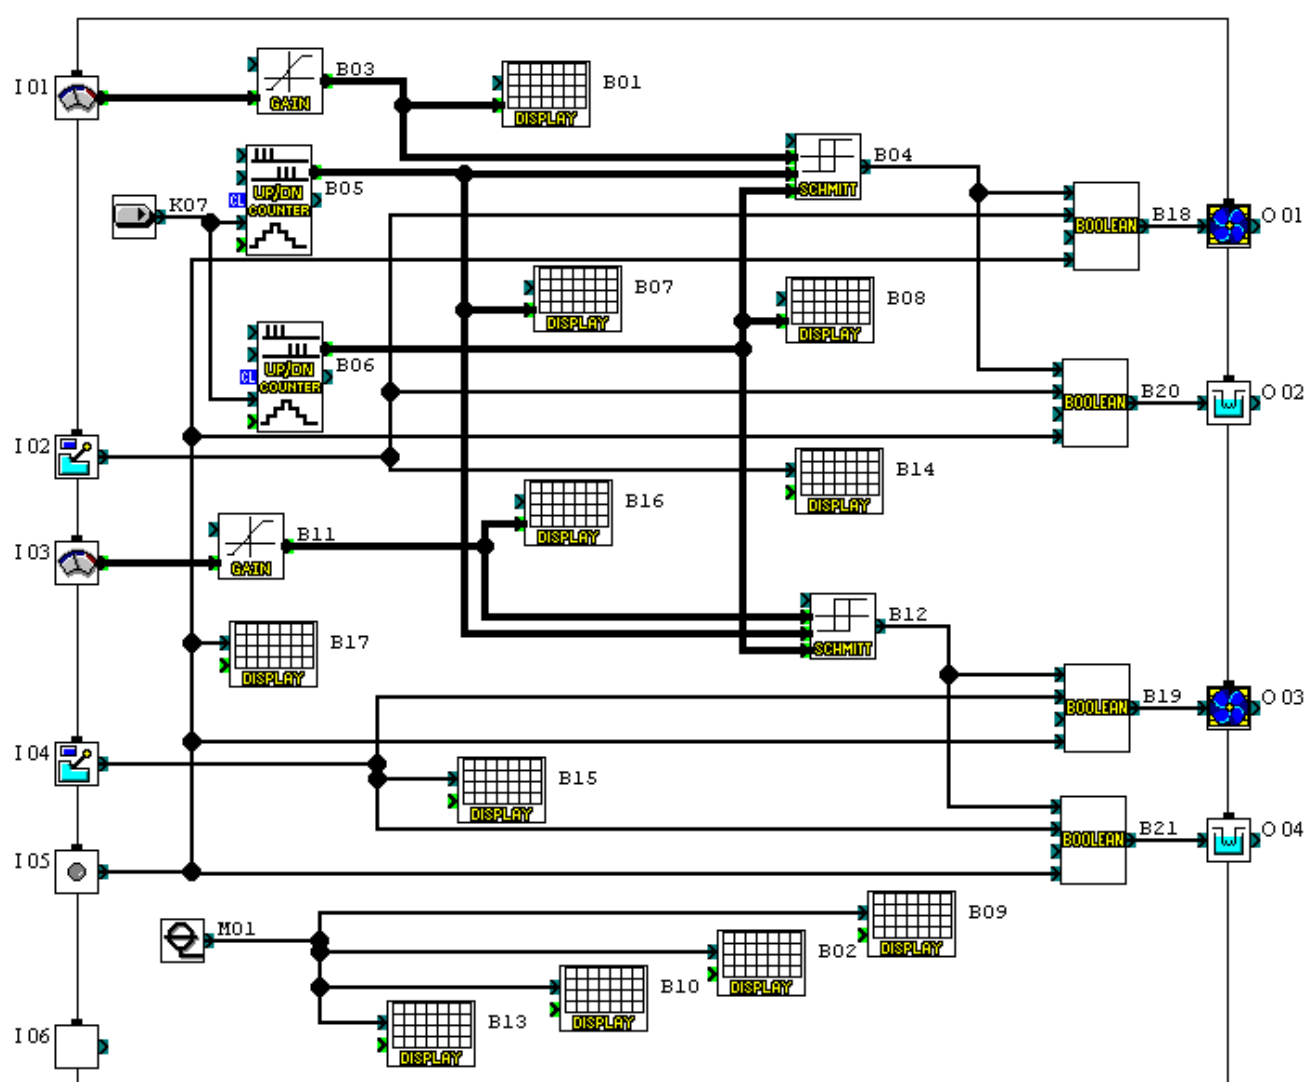 B03
I 01
B01
GAIN
DISPLAY
B04
UP/DN
B05
SCHMITT
CL
K07
COUNTER
B18
O 01
BOOLEAN
B07
B08
DISPLAY
DISPLAY
UP/DN
B06
CL
COUNTER
B20
O 02
BOOLEAN
I 02
B14
B16
DISPLAY
B11
DISPLAY
I 03
GAIN
B12
B17
SCHMITT
DISPLAY
B19
O 03
BOOLEAN
I 04
B15
DISPLAY
B21
O 04
BOOLEAN
I 05
B09
M01
DISPLAY
B02
B10
DISPLAY
B13
DISPLAY
I 06
DISPLAY